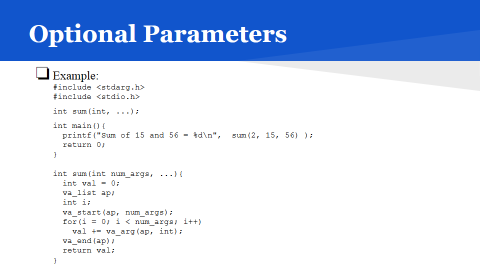 Optional Parameters
Example:
#include <stdarg.h>
#include <stdio.h>
int sum(int, ...);
int main(){
printf("Sum of 15 and 56 = %d\n", sum(2, 15, 56) );
return 0;
}
int sum(int num_args, ...){
int val = 0;
va_list ap;
int i;
va_start(ap, num_args);
for(i = 0; i < num_args; i++)
val += va_arg(ap, int);
va_end(ap);
return val;
}